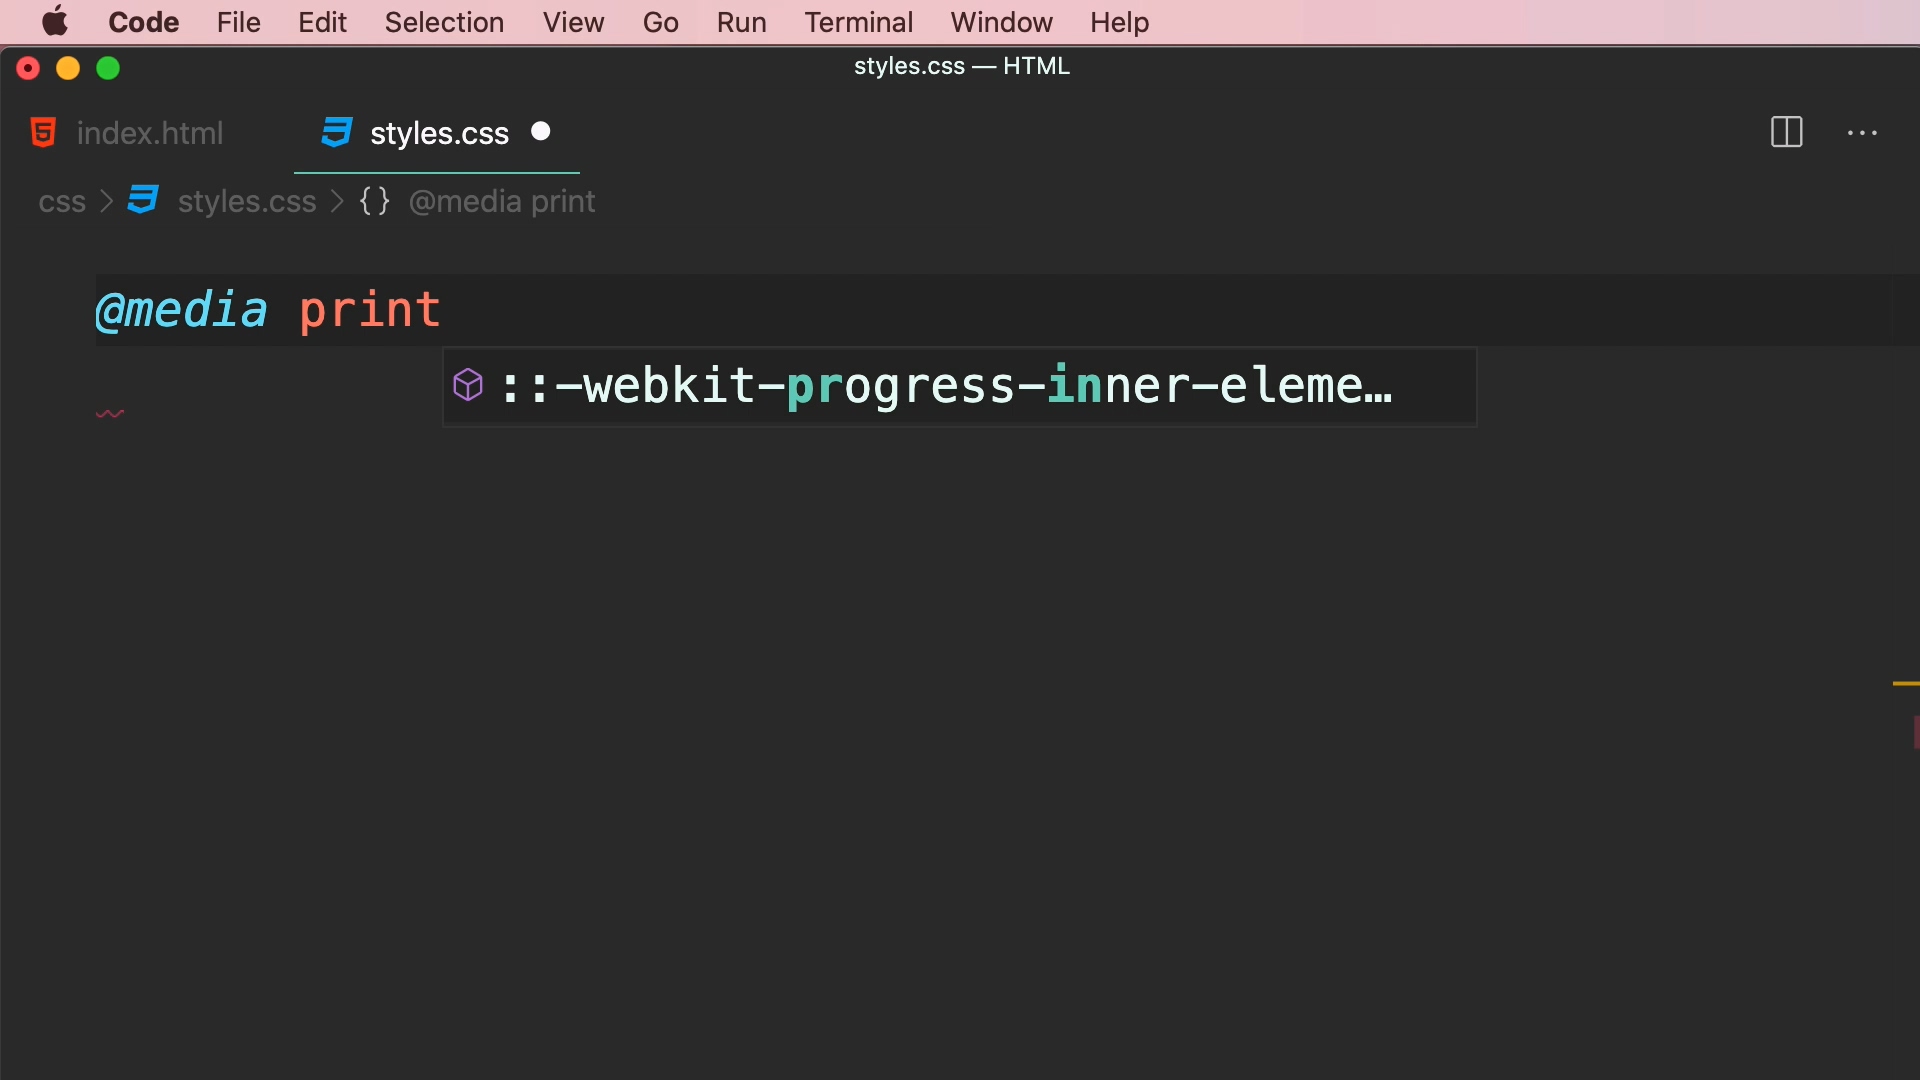 Code File Edit Selection View Go Run Terminal Window Help
styles.css — HTML
index.html styles.css
css > styles.css > {} @media print
@media print
::-webkit-progress-inner-eleme…